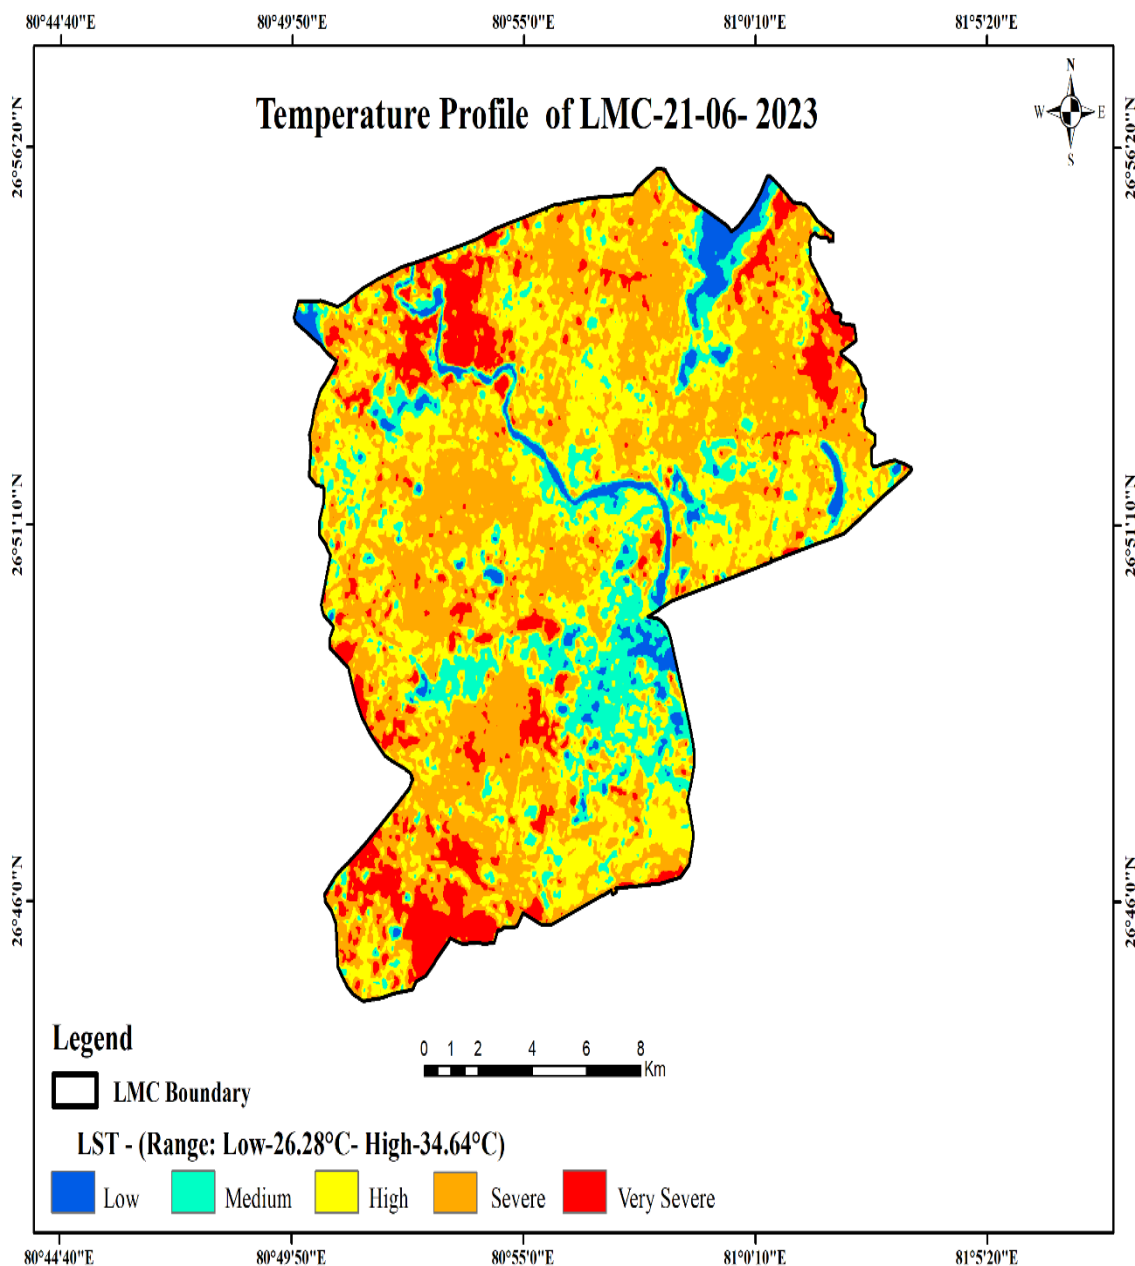 80°44'40"E 80°49'50"E 80°55'0"E 81°0'10"E 81°5'20"E
N
W E
S
Temperature Profile of LMC-21-06- 2023
26°56'20"N 26°56'20"N
26°51'10"N 26°51'10"N
26°46'0"N 26°46'0"N
Legend
0 1 2 4 6 8
Km
LMC Boundary
LST - (Range: Low-26.28°C- High-34.64°C)
Low Medium High Severe Very Severe
80°44'40"E 80°49'50"E 80°55'0"E 81°0'10"E 81°5'20"E